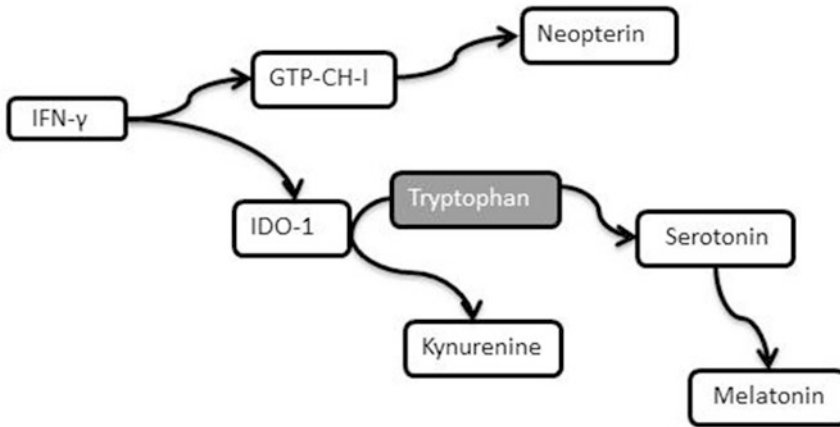 Neopterin
GTP-CH-I
IFN-γ
Tryptophan
IDO-1
Serotonin
Kynurenine
Melatonin